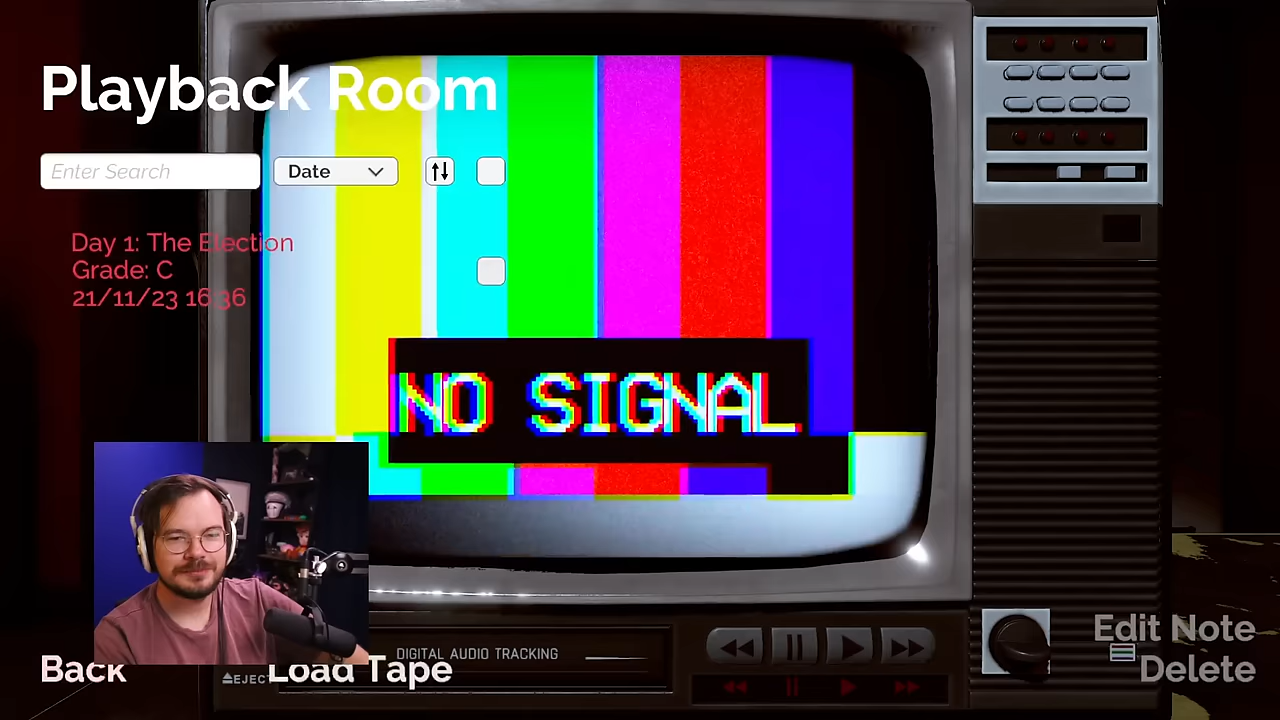 Playback Room
Enter Search
Date
Day 1: The Election
Grade: C
21/11/23 16:36
NO SIGNAL
DIGITAL AUDIO TRACKING
EJECT
Back
Load Tape
Edit Note
Delete